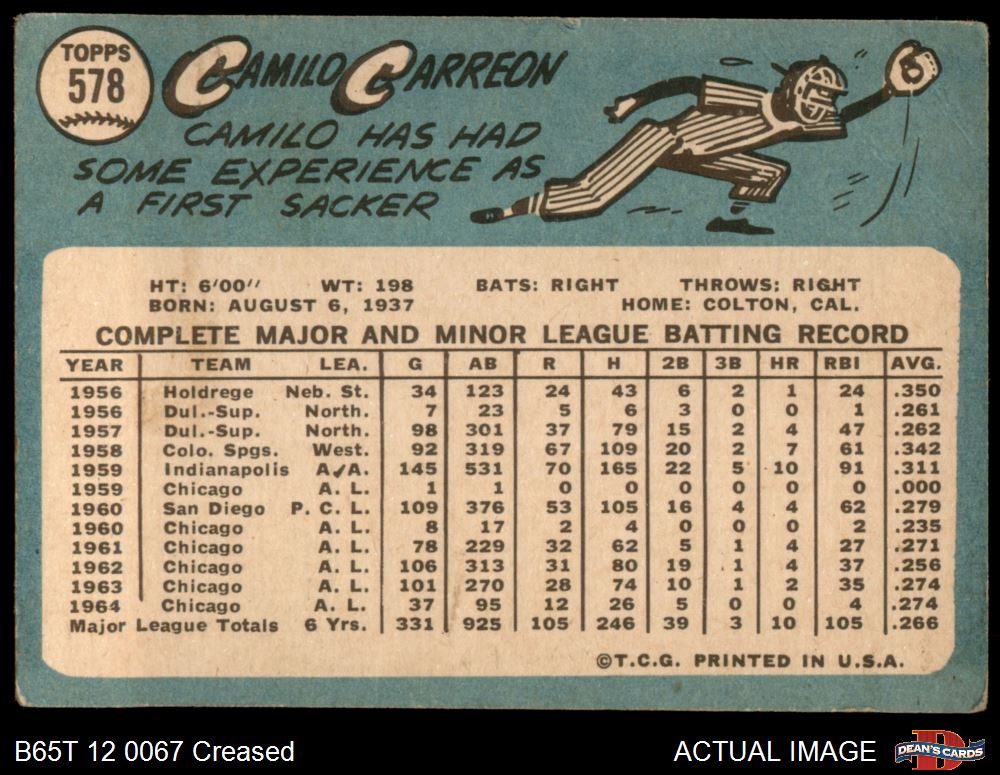 TOPPS
578
CAMILO CARREON
CAMILO HAS HAD
SOME EXPERIENCE AS
A FIRST SACKER
HT: 6'00" WT: 198 BATS: RIGHT THROWS: RIGHT
BORN: AUGUST 6, 1937 HOME: COLTON, CAL.
COMPLETE MAJOR AND MINOR LEAGUE BATTING RECORD
YEAR TEAM LEA. G AB R H 2B 3B HR RBI AVG.
1956 Holdrege Neb. St. 34 123 24 43 6 2 1 24 .350
1956 Dul.-Sup. North. 7 23 5 6 3 0 0 1 .261
1957 Dul.-Sup. North. 98 301 37 79 15 2 4 47 .262
1958 Colo. Spgs. West. 92 319 67 109 20 2 7 61 .342
1959 Indianapolis A.A. 145 531 70 165 22 5 10 91 .311
1959 Chicago A. L. 1 1 0 0 0 0 0 0 .000
1960 San Diego P. C. L. 109 376 53 105 16 4 4 62 .279
1960 Chicago A. L. 8 17 2 4 0 0 0 2 .235
1961 Chicago A. L. 78 229 32 62 5 1 4 27 .271
1962 Chicago A. L. 106 313 31 80 19 1 4 37 .256
1963 Chicago A. L. 101 270 28 74 10 1 2 35 .274
1964 Chicago A. L. 37 95 12 26 5 0 0 4 .274
Major League Totals 6 Yrs. 331 925 105 246 39 3 10 105 .266
©T.C.G. PRINTED IN U.S.A.
B65T 12 0067 Creased ACTUAL IMAGE DEAN'S CARDS